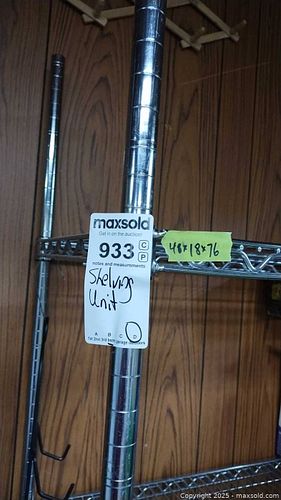 maxsold
Get in on the auction!
933 C P
notes and measurements
Shelving
Unit
A B C D
48x18x76
Copyright © 2025 - maxsold.com